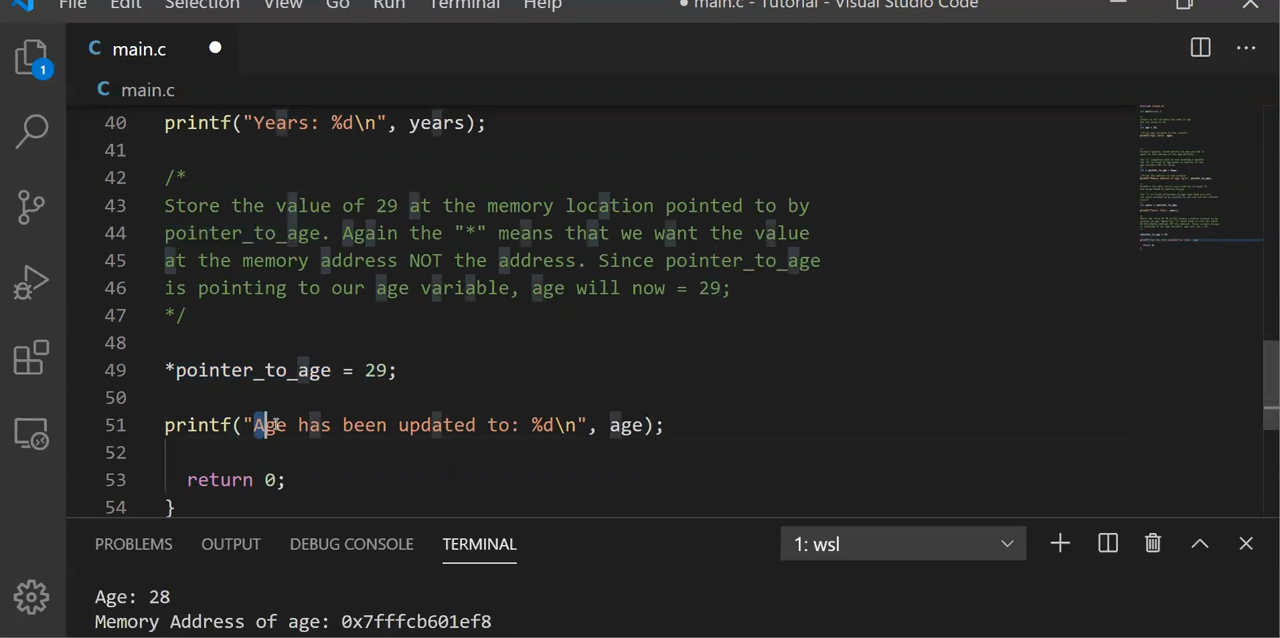 File Edit Selection View Go Run Terminal Help ● main.c - Tutorial - Visual Studio Code
C main.c ●
1
C main.c
40 printf("Years: %d\n", years);
41
42 /*
43 Store the value of 29 at the memory location pointed to by
44 pointer_to_age. Again the "*" means that we want the value
45 at the memory address NOT the address. Since pointer_to_age
46 is pointing to our age variable, age will now = 29;
47 */
48
49 *pointer_to_age = 29;
50
51 printf("Age has been updated to: %d\n", age);
52
53 return 0;
54 }
PROBLEMS OUTPUT DEBUG CONSOLE TERMINAL 1: wsl
Age: 28
Memory Address of age: 0x7fffcb601ef8